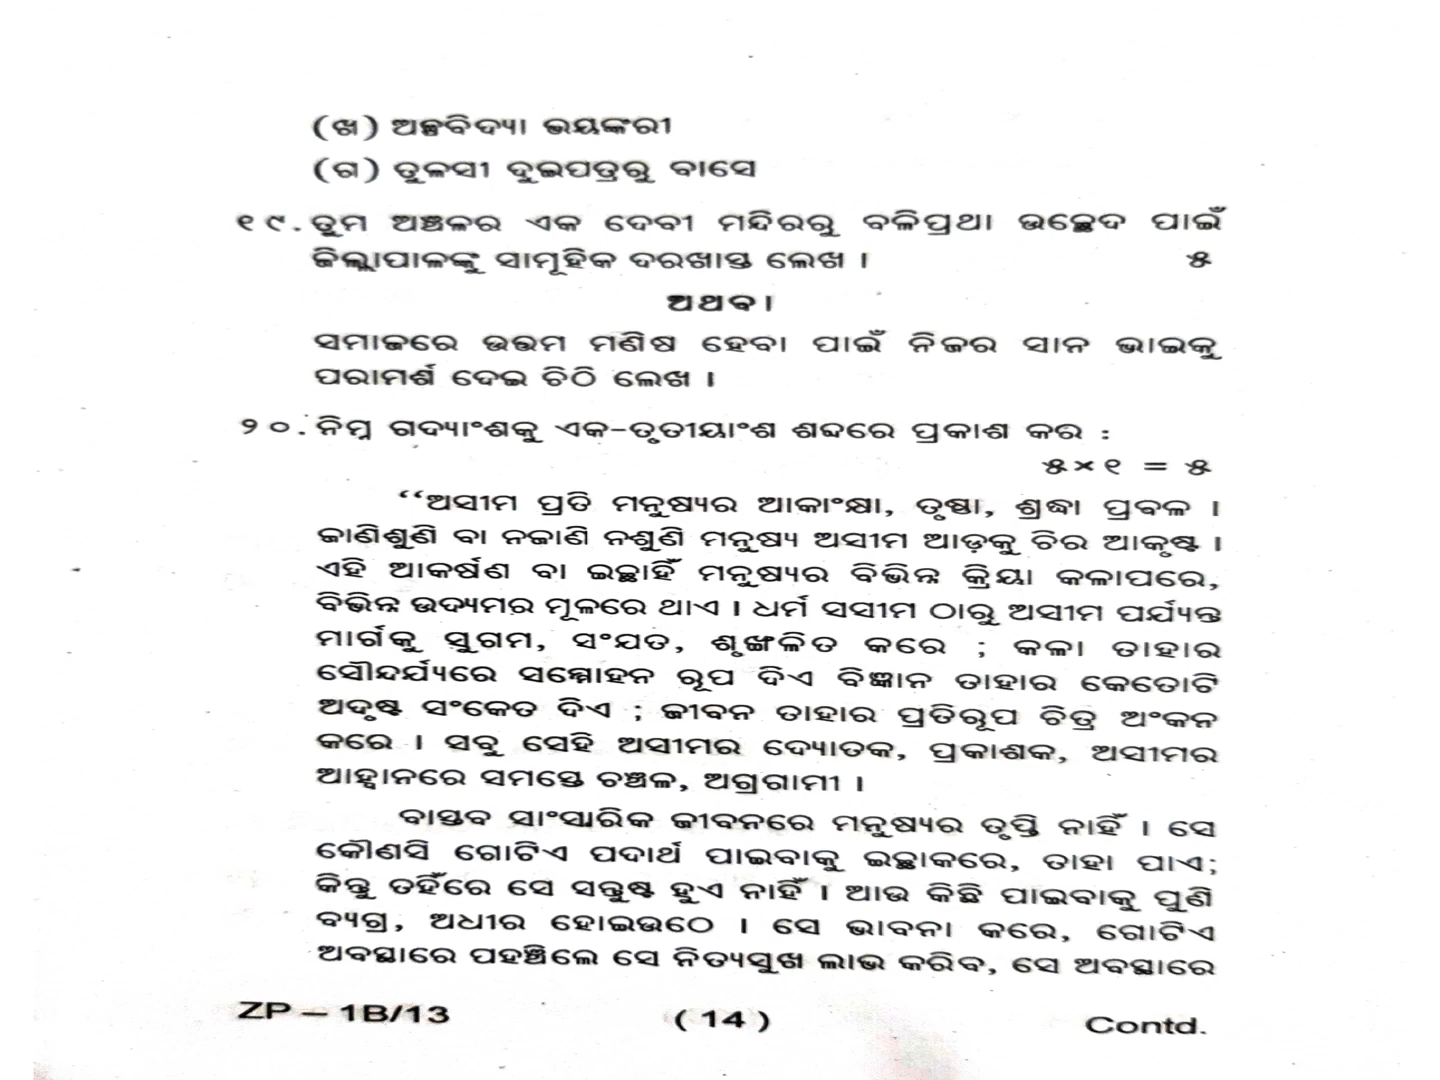 (ଖ) ଅଳ୍ପବିଦ୍ୟା ଭୟଙ୍କରୀ
(ଗ) ତୁଳସୀ ଦୁଇପତ୍ରରୁ ବାସେ
୧୯. ତୁମ ଅଞ୍ଚଳର ଏକ ଦେବୀ ମନ୍ଦିରରୁ ବଳିପ୍ରଥା ଉଚ୍ଛେଦ ପାଇଁ
ଜିଲ୍ଲାପାଳଙ୍କୁ ସାମୂହିକ ଦରଖାସ୍ତ ଲେଖ । ୫
ଅଥବା
ସମାଜରେ ଉତ୍ତମ ମଣିଷ ହେବା ପାଇଁ ନିଜର ସାନ ଭାଇକୁ
ପରାମର୍ଶ ଦେଇ ଚିଠି ଲେଖ ।
୨୦. ନିମ୍ନ ଗଦ୍ୟାଂଶକୁ ଏକ-ତୃତୀୟାଂଶ ଶବ୍ଦରେ ପ୍ରକାଶ କର :
୫×୧ = ୫
‘‘ଅସୀମ ପ୍ରତି ମନୁଷ୍ୟର ଆକାଂକ୍ଷା, ତୃଷ୍ଣା, ଶ୍ରଦ୍ଧା ପ୍ରବଳ ।
ଜାଣିଶୁଣି ବା ନଜାଣି ନଶୁଣି ମନୁଷ୍ୟ ଅସୀମ ଆଡ଼କୁ ଚିର ଆକୃଷ୍ଟ ।
ଏହି ଆକର୍ଷଣ ବା ଇଚ୍ଛାହିଁ ମନୁଷ୍ୟର ବିଭିନ୍ନ କ୍ରିୟା କଳାପରେ,
ବିଭିନ୍ନ ଉଦ୍ୟମର ମୂଳରେ ଥାଏ । ଧର୍ମ ସସୀମ ଠାରୁ ଅସୀମ ପର୍ଯ୍ୟନ୍ତ
ମାର୍ଗକୁ ସୁଗମ, ସଂଯତ, ଶୃଙ୍ଖଳିତ କରେ ; କଳା ତାହାର
ସୌନ୍ଦର୍ଯ୍ୟରେ ସମ୍ମୋହନ ରୂପ ଦିଏ ବିଜ୍ଞାନ ତାହାର କେତୋଟି
ଅଦୃଷ୍ଟ ସଂକେତ ଦିଏ ; ଜୀବନ ତାହାର ପ୍ରତିରୂପ ଚିତ୍ର ଅଂକନ
କରେ । ସବୁ ସେହି ଅସୀମର ଦ୍ୟୋତକ, ପ୍ରକାଶକ, ଅସୀମର
ଆହ୍ୱାନରେ ସମସ୍ତେ ଚଞ୍ଚଳ, ଅଗ୍ରଗାମୀ ।
ବାସ୍ତବ ସାଂସାରିକ ଜୀବନରେ ମନୁଷ୍ୟର ତୃପ୍ତି ନାହିଁ । ସେ
କୌଣସି ଗୋଟିଏ ପଦାର୍ଥ ପାଇବାକୁ ଇଚ୍ଛାକରେ, ତାହା ପାଏ;
କିନ୍ତୁ ତହିଁରେ ସେ ସନ୍ତୁଷ୍ଟ ହୁଏ ନାହିଁ । ଆଉ କିଛି ପାଇବାକୁ ପୁଣି
ବ୍ୟଗ୍ର, ଅଧୀର ହୋଇଉଠେ । ସେ ଭାବନା କରେ, ଗୋଟିଏ
ଅବସ୍ଥାରେ ପହଞ୍ଚିଲେ ସେ ନିତ୍ୟସୁଖ ଲାଭ କରିବ, ସେ ଅବସ୍ଥାରେ
ZP – 1B/13 (14) Contd.